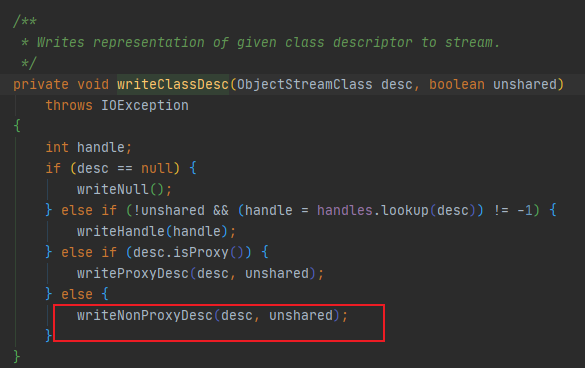 /**
 * Writes representation of given class descriptor to stream.
 */
private void writeClassDesc(ObjectStreamClass desc, boolean unshared)
    throws IOException
{
    int handle;
    if (desc == null) {
        writeNull();
    } else if (!unshared && (handle = handles.lookup(desc)) != -1) {
        writeHandle(handle);
    } else if (desc.isProxy()) {
        writeProxyDesc(desc, unshared);
    } else {
        writeNonProxyDesc(desc, unshared);
    }
}